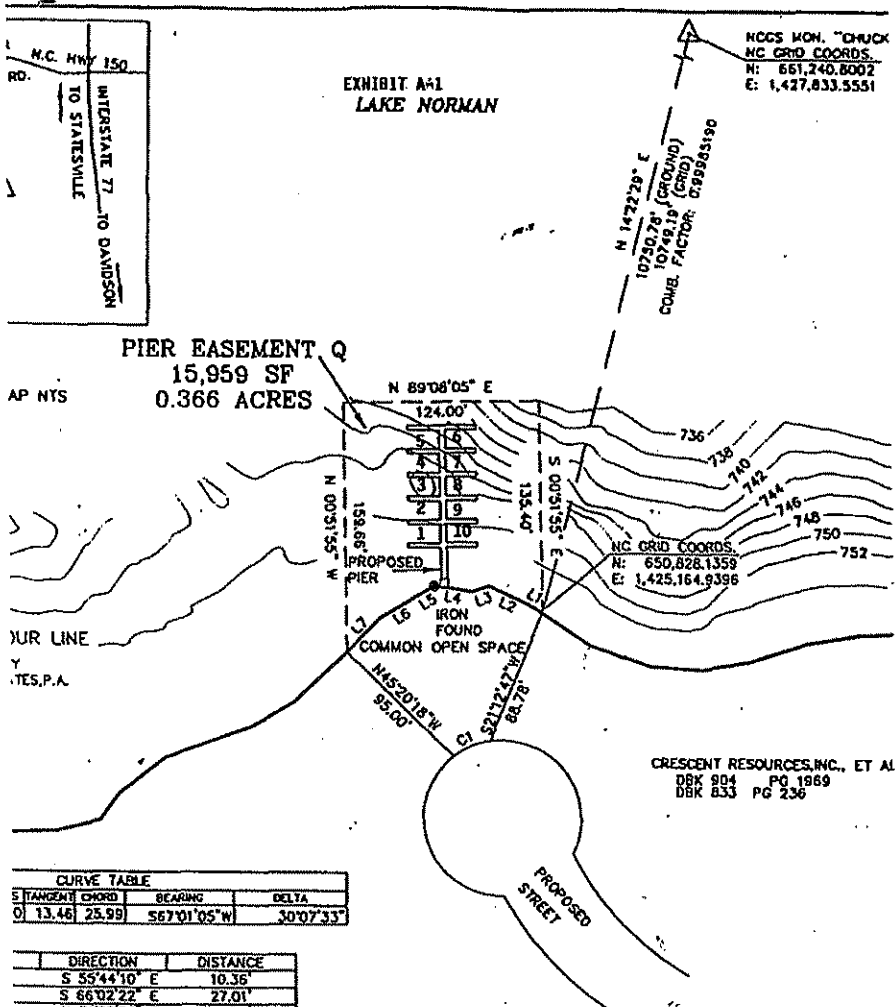 N.C. HWY 150
RD.
INTERSTATE 77
TO STATESVILLE
TO DAVIDSON
EXHIBIT A-1
LAKE NORMAN
NCGS MON. "CHUCK
NC GRID COORDS.
N: 661,240.8002
E: 1,427,833.5551
N 14°22'29" E
10750.78' (GROUND)
10749.19' (GRID)
COMB. FACTOR: 0.99985190
PIER EASEMENT Q
15,959 SF
0.366 ACRES
AP NTS
N 89°08'05" E
124.00'
N 00°51'55" W
159.66'
S 00°51'55" E
135.40'
5 6
4 7
3 8
2 9
1 10
PROPOSED
PIER
736
738
740
742
744
746
748
750
752
NC GRID COORDS.
N: 650,828.1359
E: 1,425,164.9396
L7 L6 L5 L4 L3 L2 L1
IRON
FOUND
COMMON OPEN SPACE
OUR LINE
Y
TES,P.A.
N45°20'18"W
95.00'
S21°12'47"W
88.78'
C1
CRESCENT RESOURCES,INC., ET AL
DBK 904 PG 1969
DBK 833 PG 236
PROPOSED
STREET
CURVE TABLE
S TANGENT CHORD BEARING DELTA
0 13.46 25.99 S67°01'05"W 30°07'33"
DIRECTION DISTANCE
S 55°44'10" E 10.36'
S 66°02'22" E 27.01'